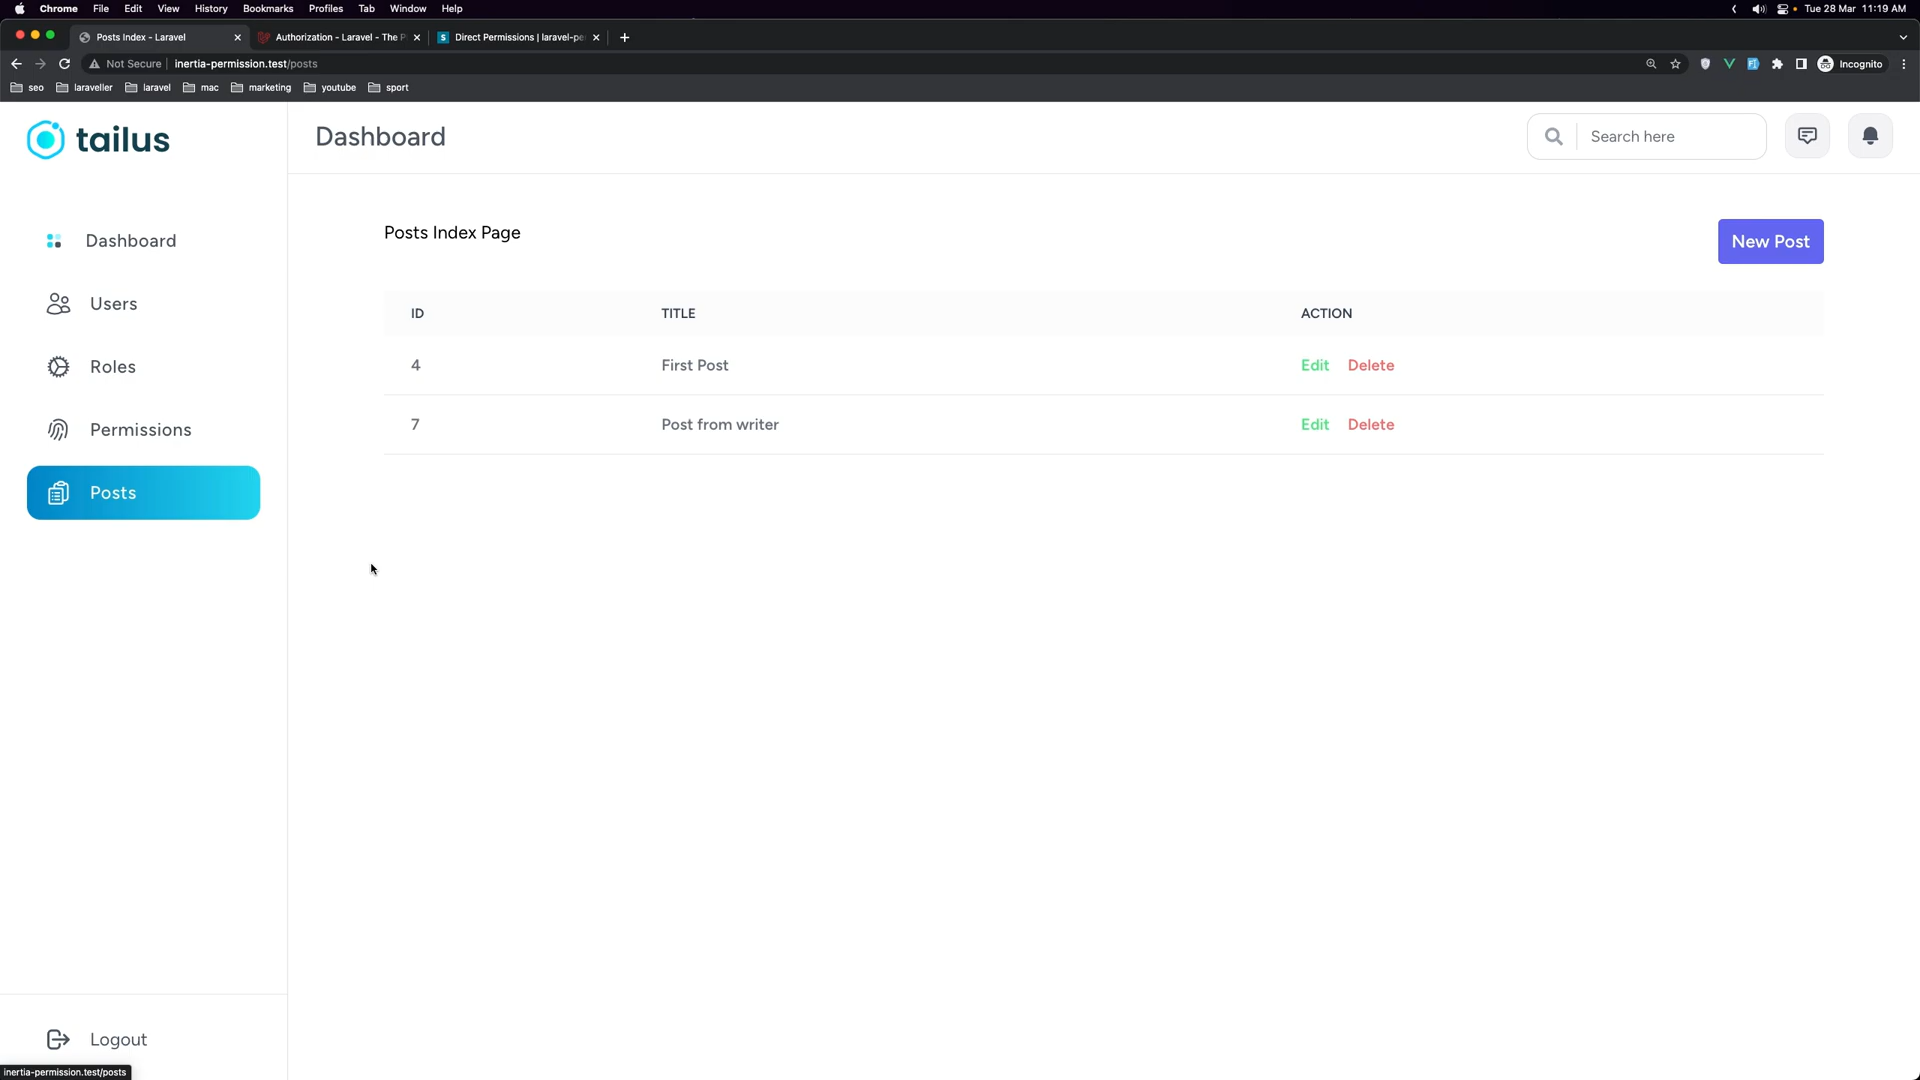 Chrome File Edit View History Bookmarks Profiles Tab Window Help Tue 28 Mar 11:19 AM
Posts Index - Laravel Authorization - Laravel - The P Direct Permissions | laravel-pe
Not Secure inertia-permission.test/posts Incognito
seo laraveller laravel mac marketing youtube sport
tailus
Dashboard
Search here
Dashboard
Users
Roles
Permissions
Posts
Posts Index Page
New Post
ID TITLE ACTION
4 First Post Edit Delete
7 Post from writer Edit Delete
Logout
inertia-permission.test/posts